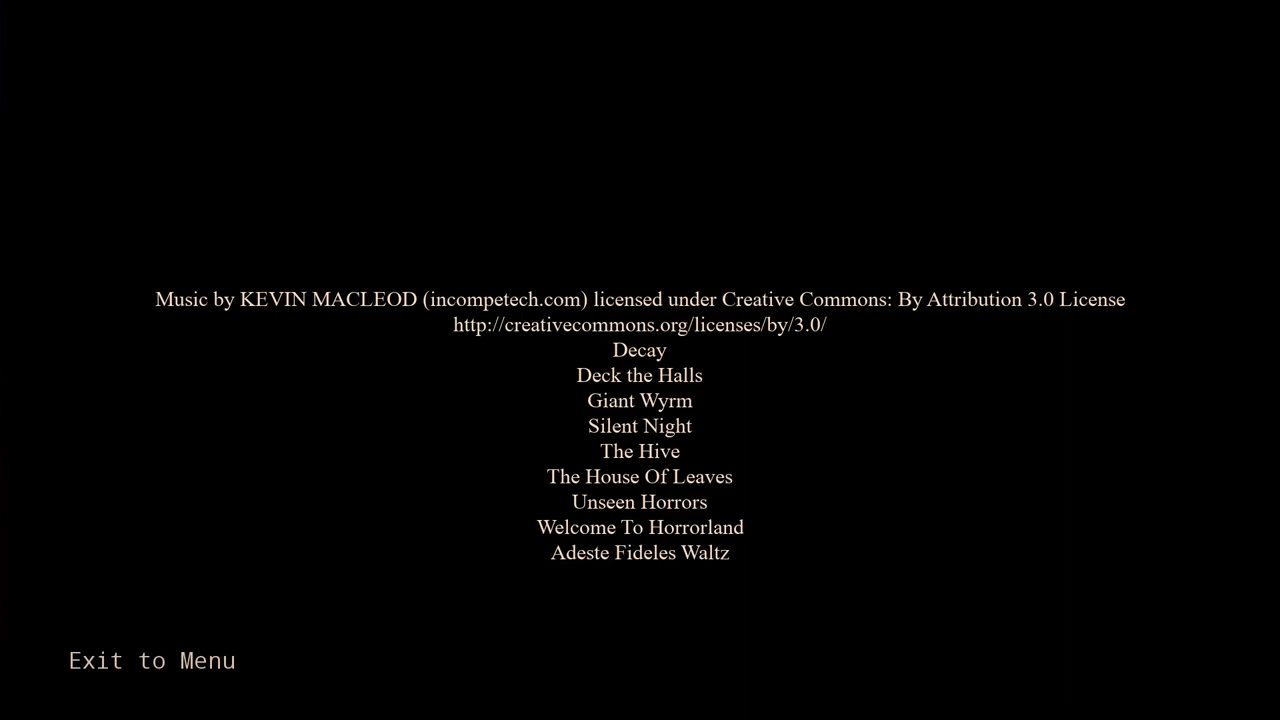 Music by KEVIN MACLEOD (incompetech.com) licensed under Creative Commons: By Attribution 3.0 License
http://creativecommons.org/licenses/by/3.0/
Decay
Deck the Halls
Giant Wyrm
Silent Night
The Hive
The House Of Leaves
Unseen Horrors
Welcome To Horrorland
Adeste Fideles Waltz
Exit to Menu